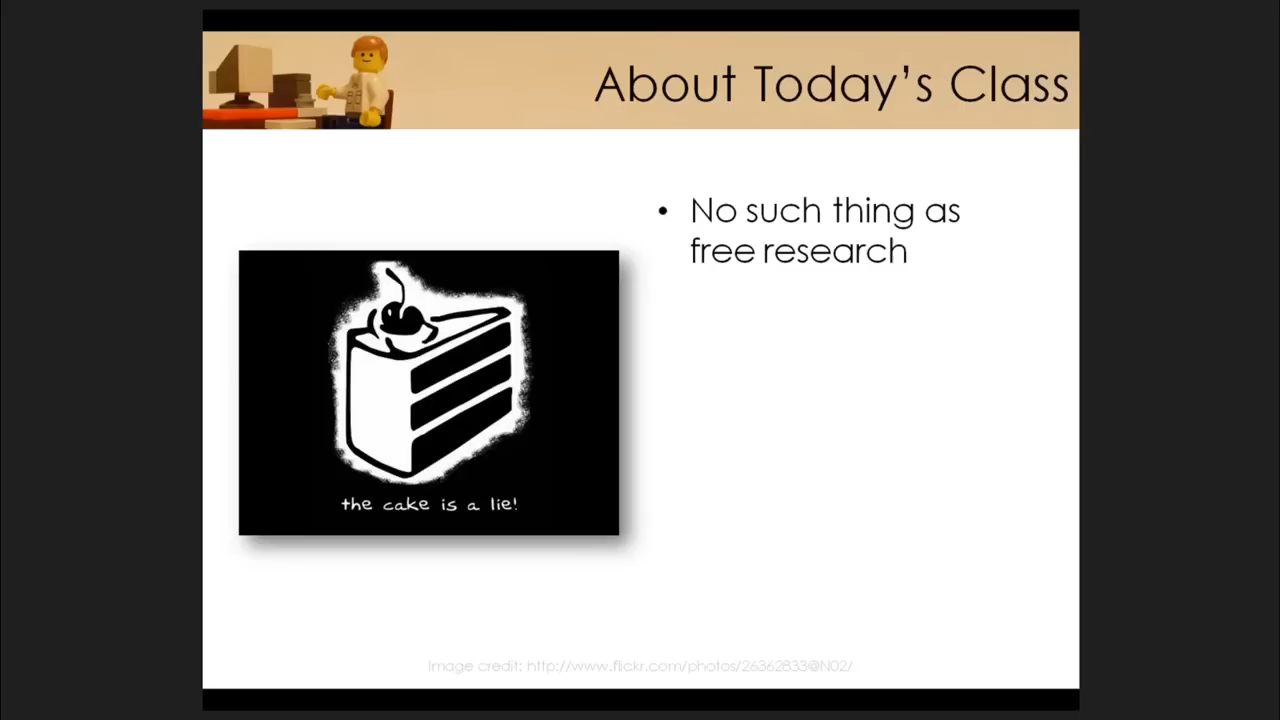 About Today's Class
• No such thing as
free research
the cake is a lie!
Image credit: http://www.flickr.com/photos/26362833@N02/